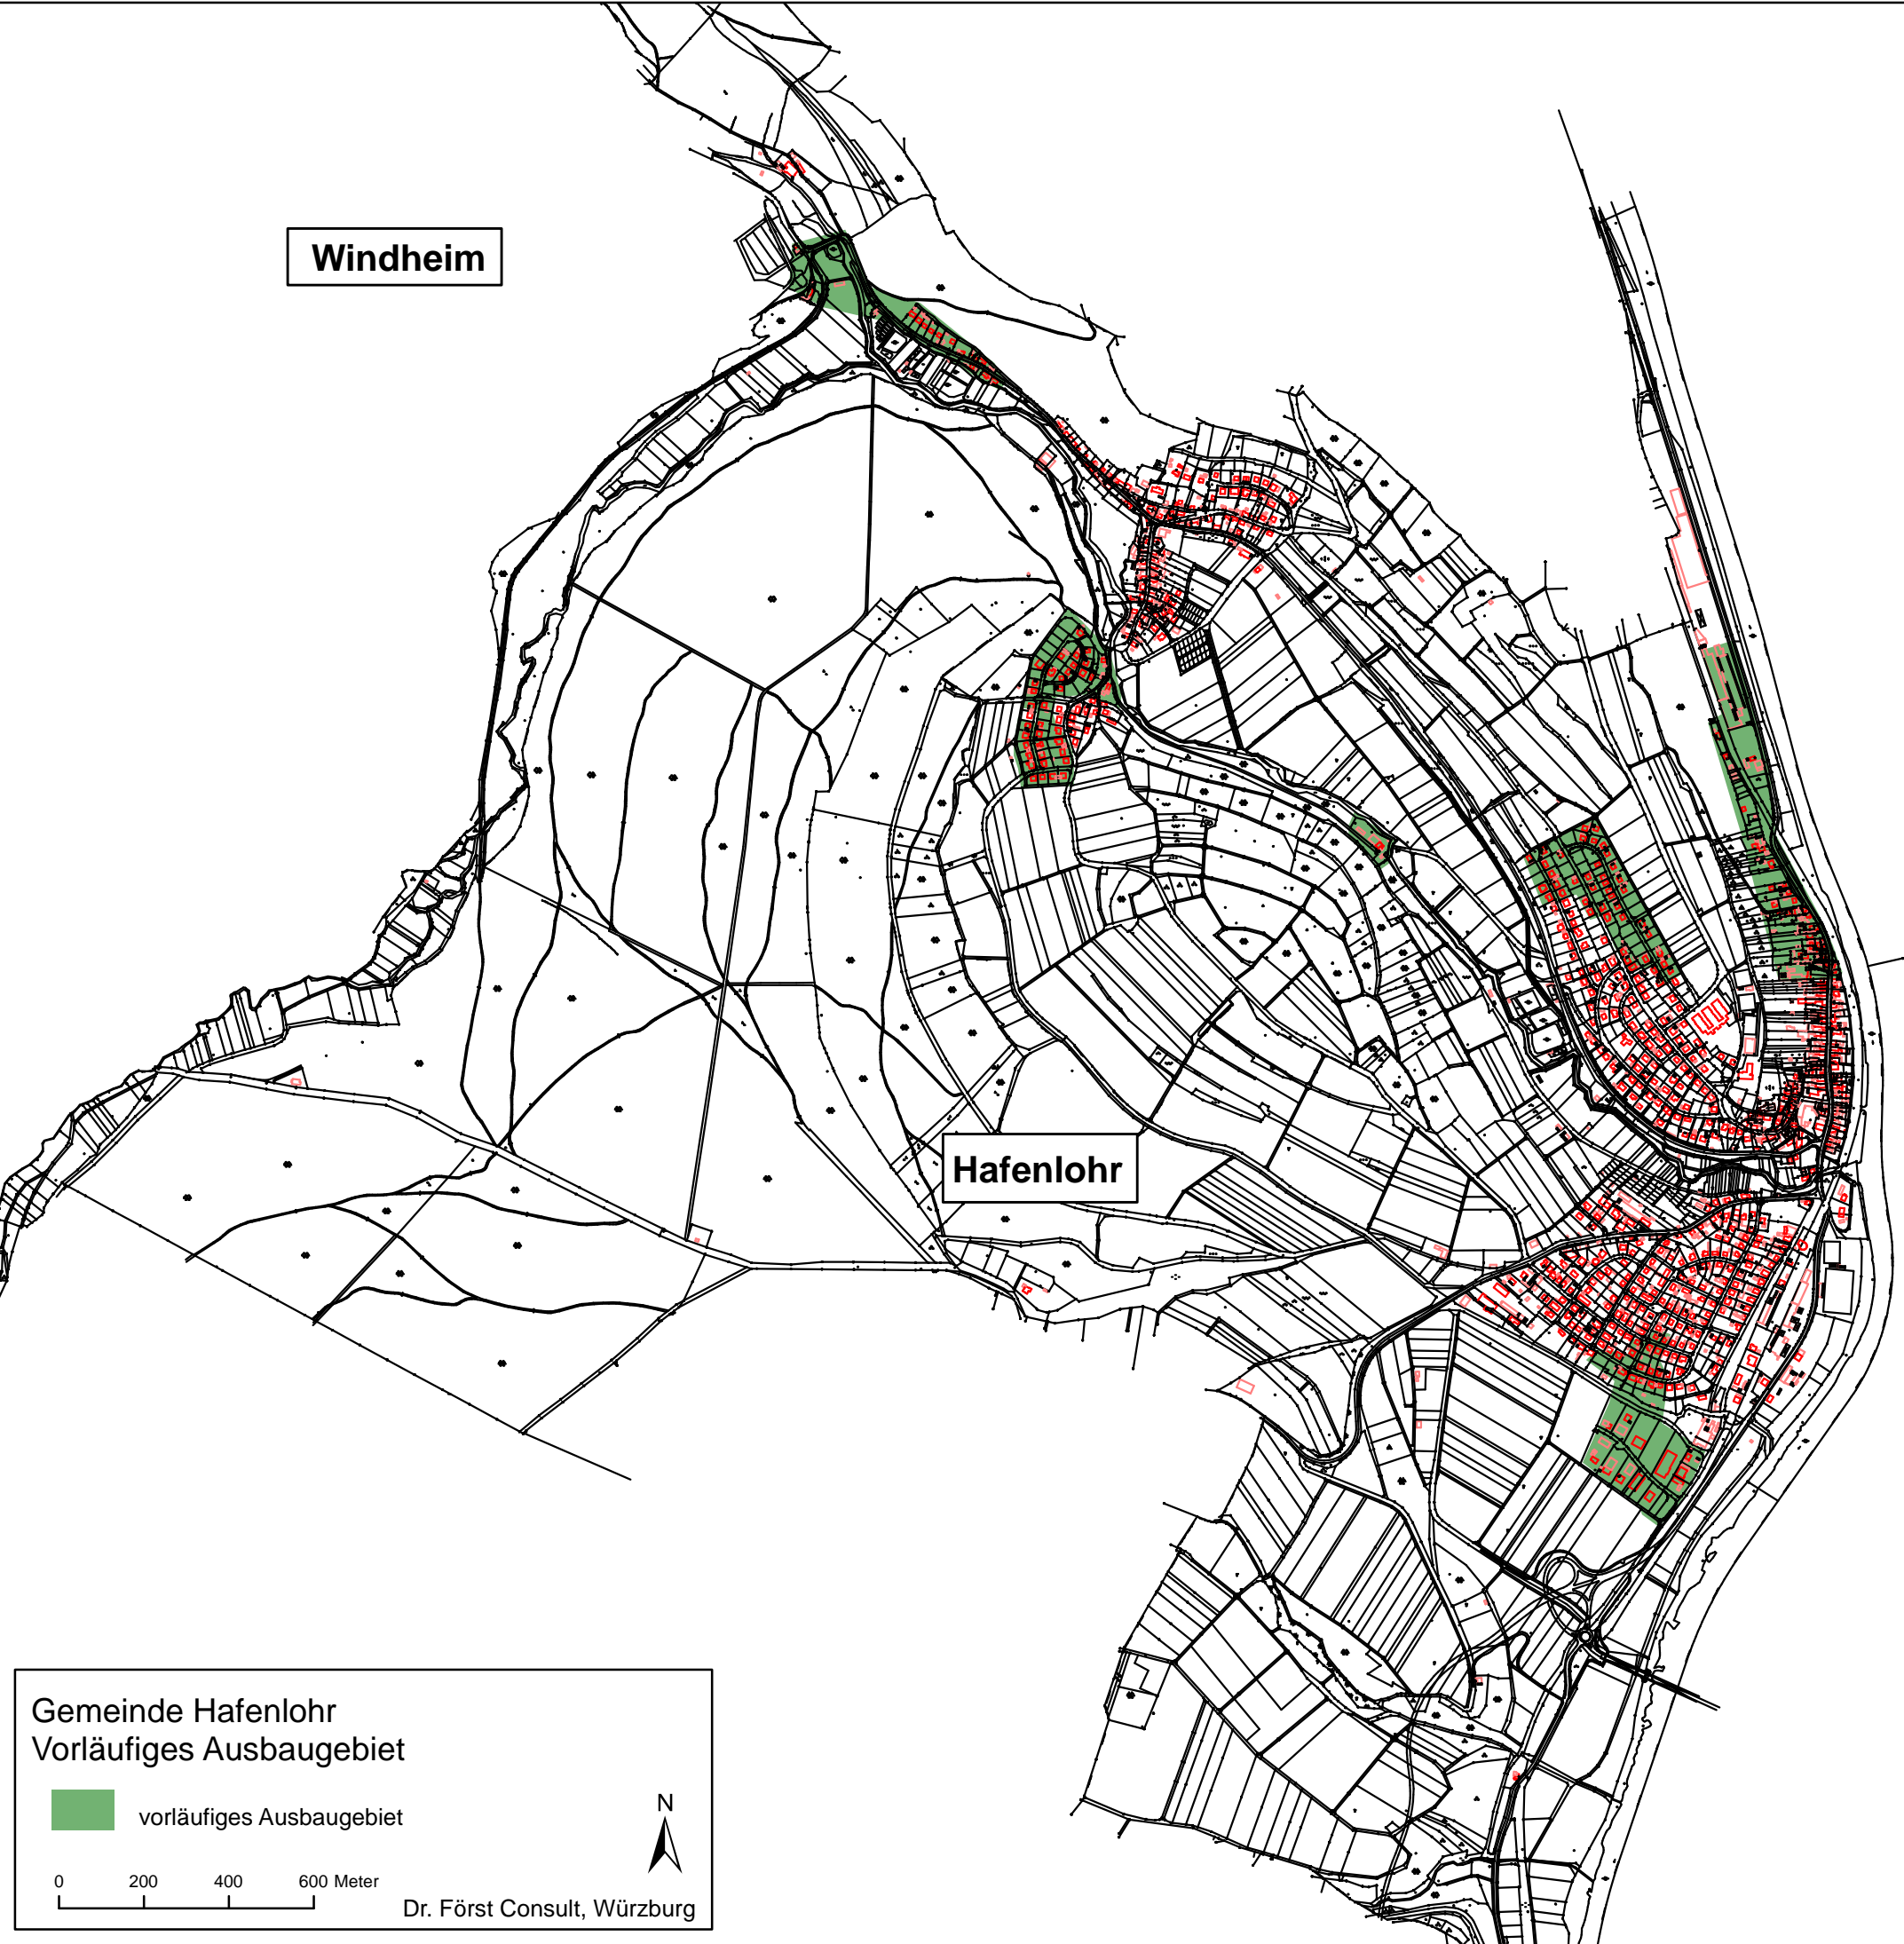 Windheim
Hafenlohr
Gemeinde Hafenlohr
Vorläufiges Ausbaugebiet
vorläufiges Ausbaugebiet
N
0 200 400 600 Meter
Dr. Först Consult, Würzburg